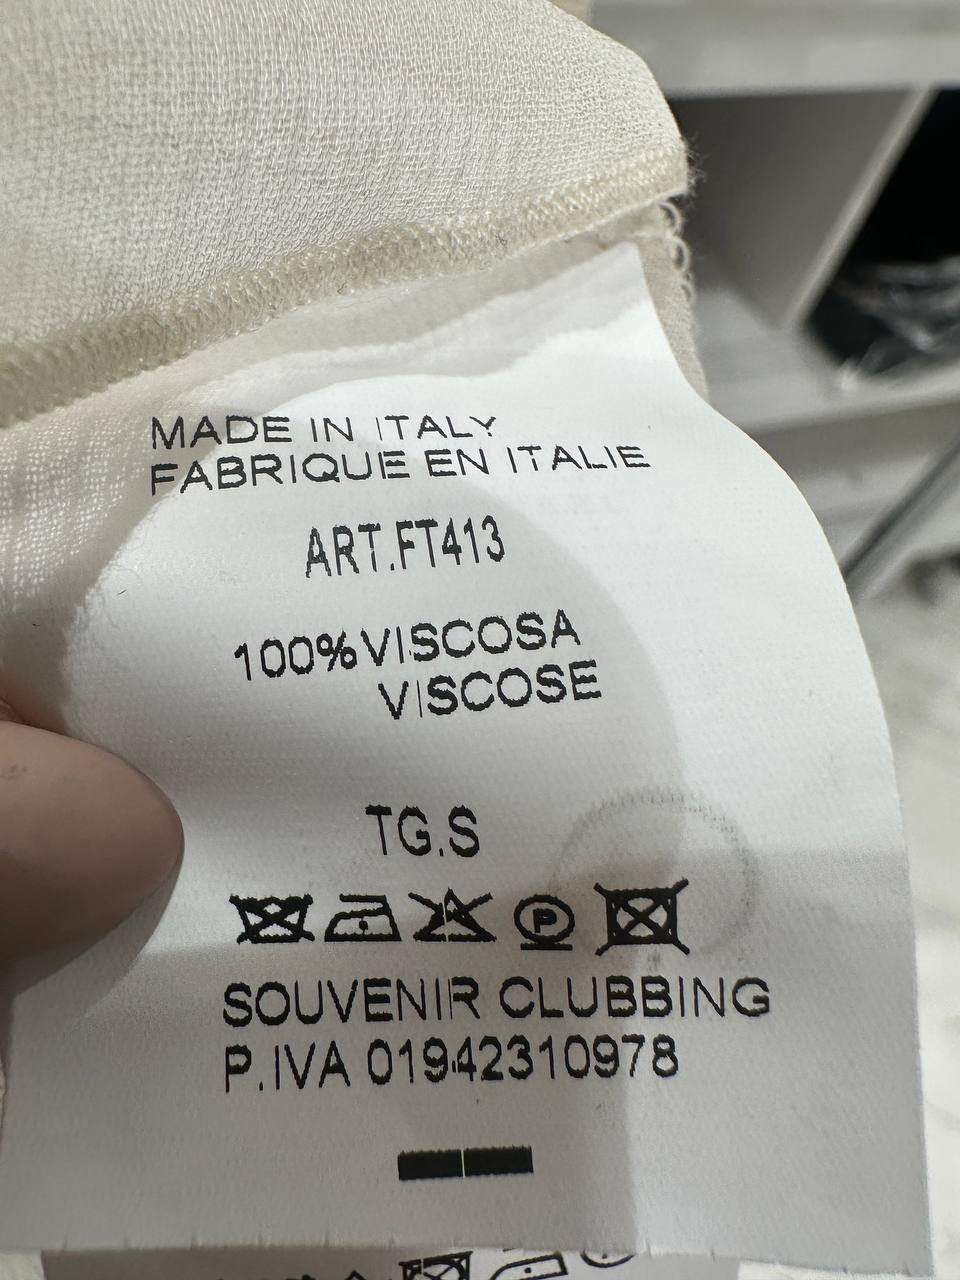 MADE IN ITALY
FABRIQUE EN ITALIE
ART.FT413
100%VISCOSA
VISCOSE
TG.S
P
SOUVENIR CLUBBING
P.IVA 01942310978